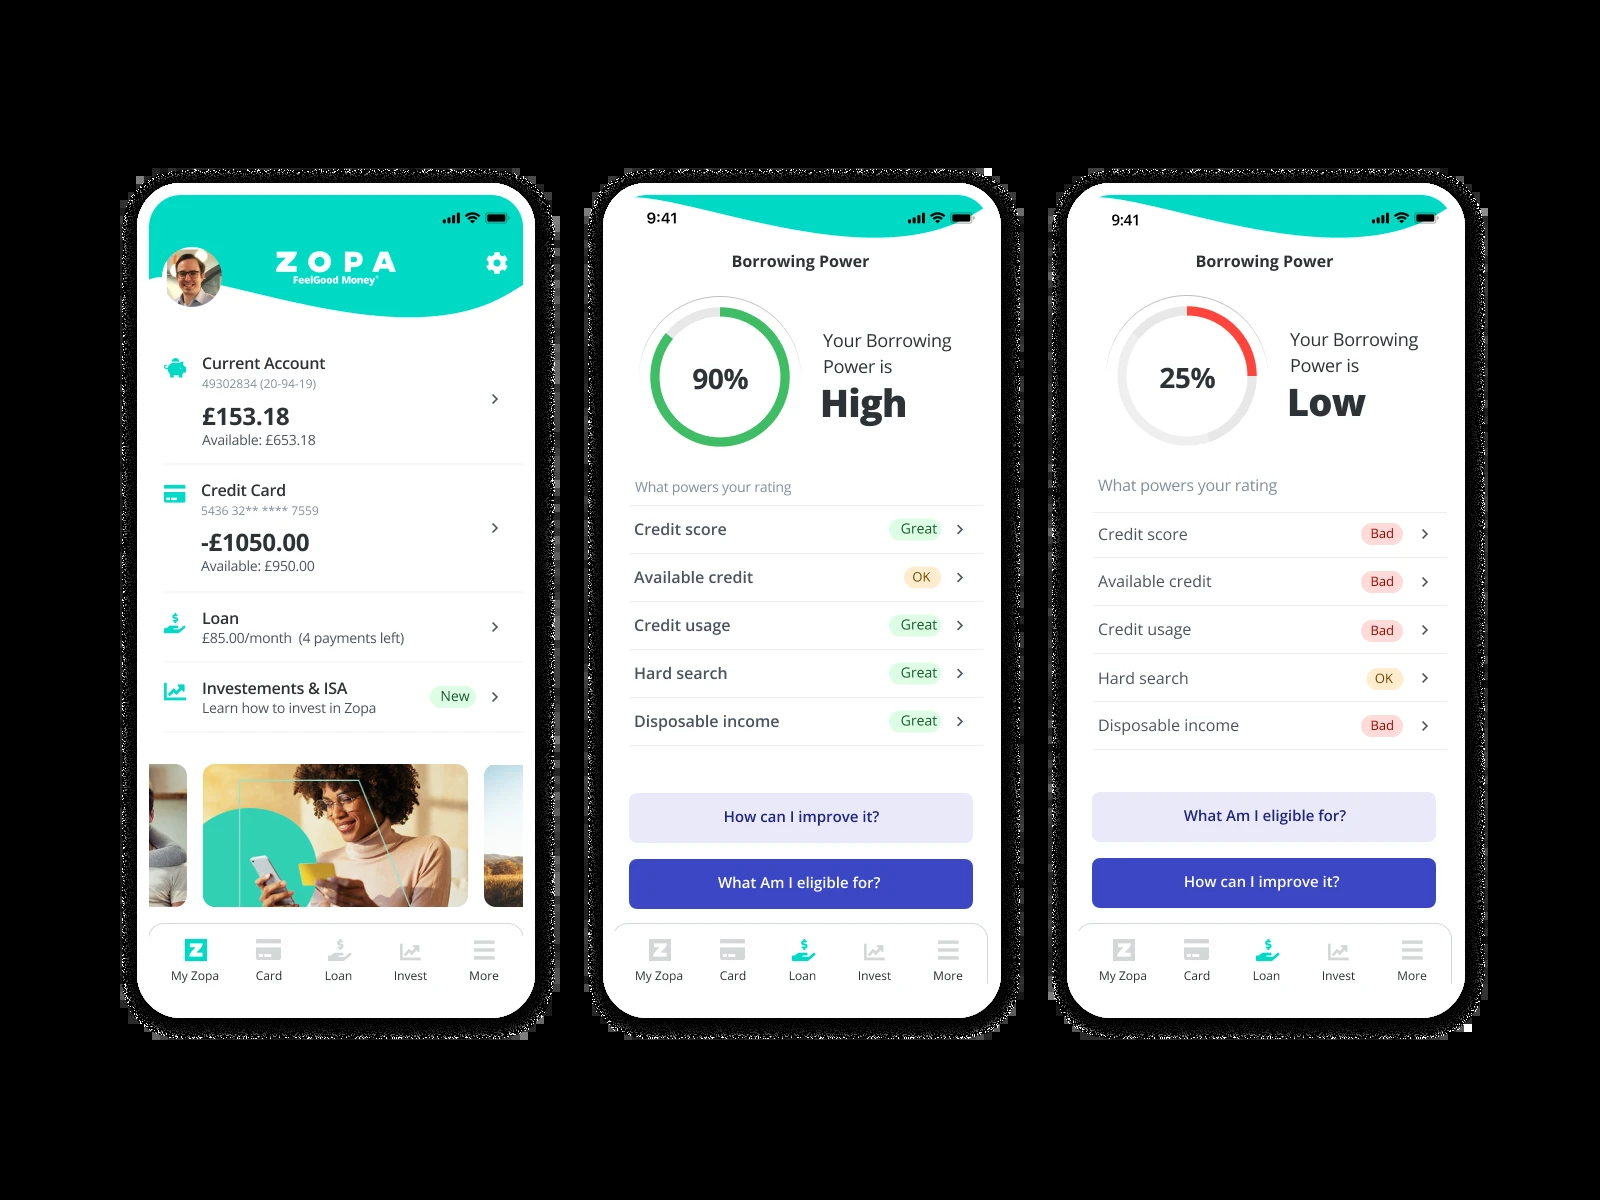 ZOPA
FeelGood Money
Current Account
49302834 (20-94-19)
£153.18
Available: £653.18
Credit Card
5436 32** **** 7559
-£1050.00
Available: £950.00
Loan
£85.00/month (4 payments left)
Investements & ISA
New
Learn how to invest in Zopa
Z
My Zopa
Card
Loan
Invest
More
9:41
Borrowing Power
90%
Your Borrowing
Power is
High
What powers your rating
Credit score Great
Available credit OK
Credit usage Great
Hard search Great
Disposable income Great
How can I improve it?
What Am I eligible for?
Z
My Zopa
Card
Loan
Invest
More
9:41
Borrowing Power
25%
Your Borrowing
Power is
Low
What powers your rating
Credit score Bad
Available credit Bad
Credit usage Bad
Hard search OK
Disposable income Bad
What Am I eligible for?
How can I improve it?
Z
My Zopa
Card
Loan
Invest
More